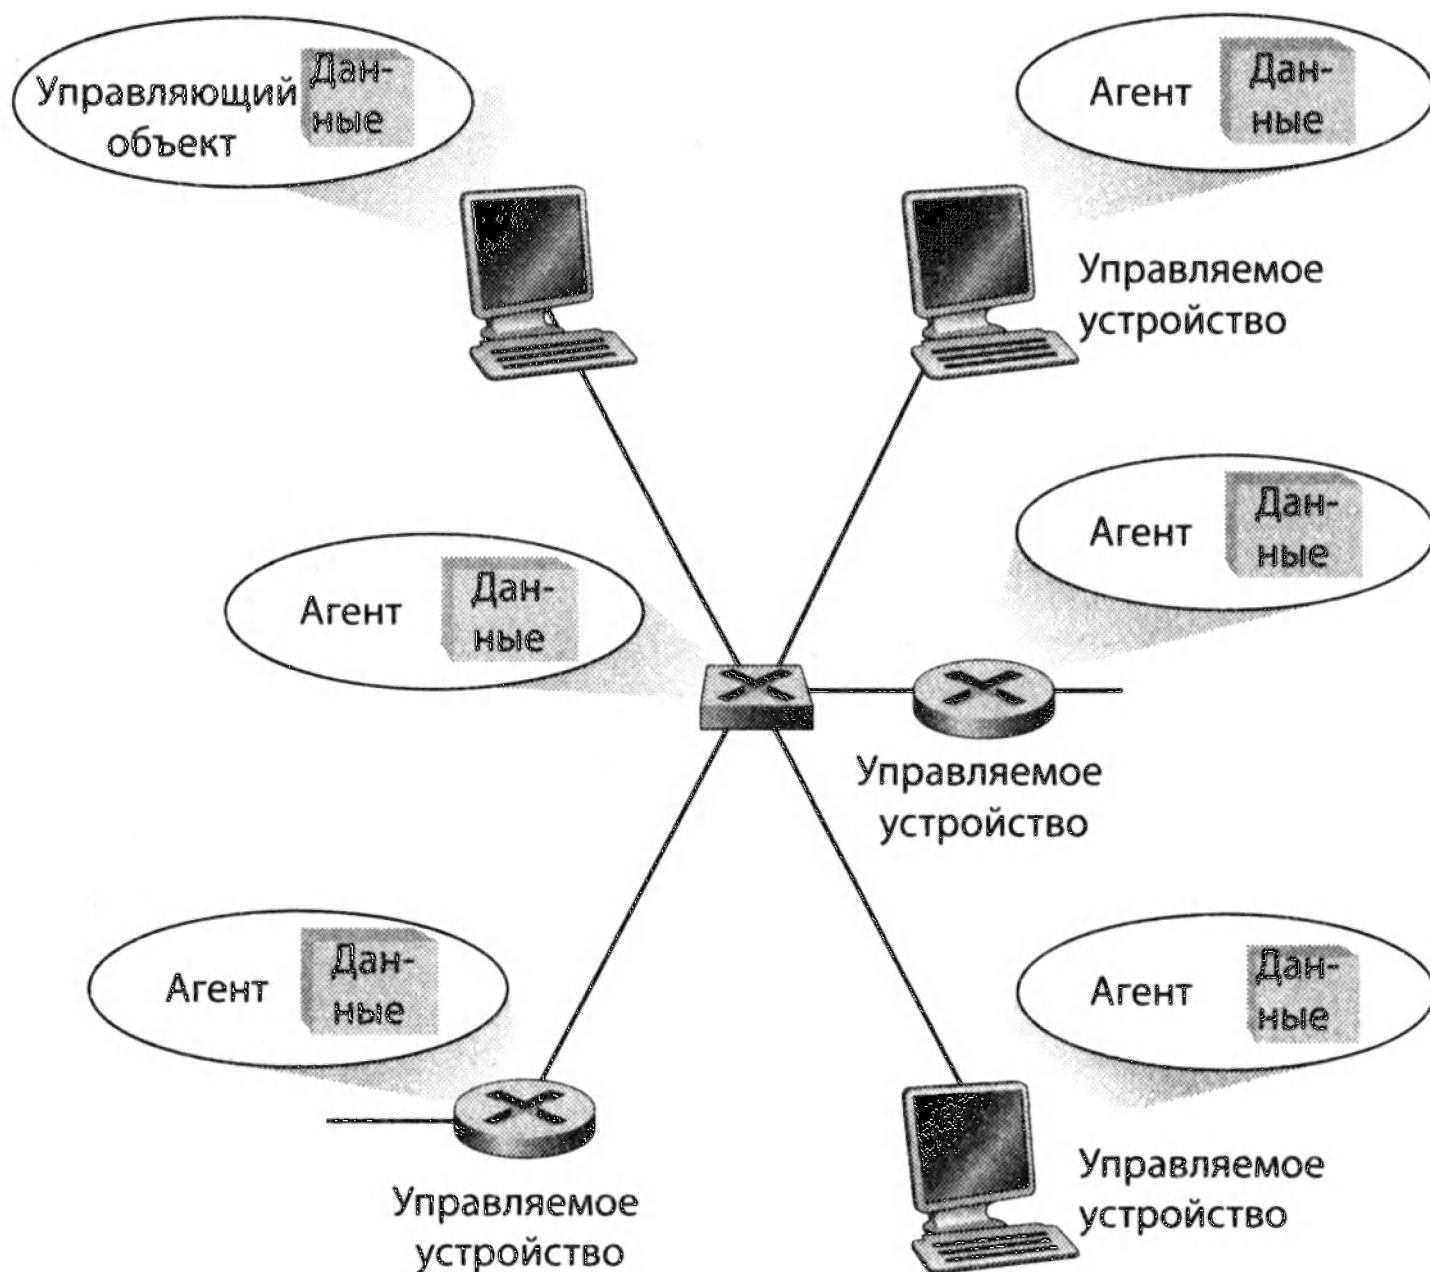 Управляющий
объект
Дан-
ные
Агент
Дан-
ные
Управляемое
устройство
Агент
Дан-
ные
Агент
Дан-
ные
Управляемое
устройство
Агент
Дан-
ные
Управляемое
устройство
Агент
Дан-
ные
Управляемое
устройство